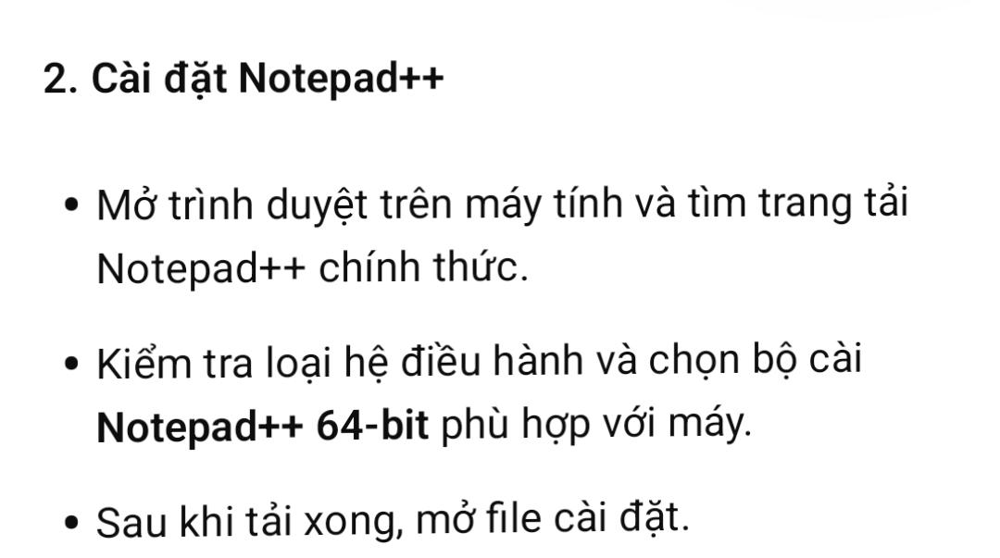 2. Cài đặt Notepad++
• Mở trình duyệt trên máy tính và tìm trang tải
Notepad++ chính thức.
• Kiểm tra loại hệ điều hành và chọn bộ cài
Notepad++ 64-bit phù hợp với máy.
• Sau khi tải xong, mở file cài đặt.